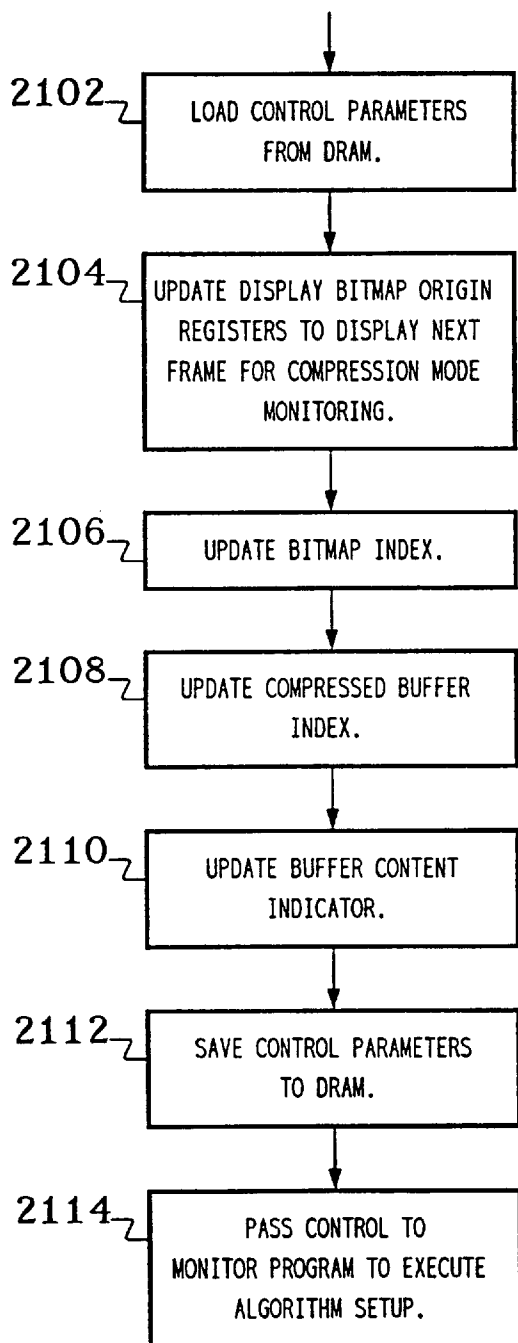 2102
LOAD CONTROL PARAMETERS
FROM DRAM.
2104
UPDATE DISPLAY BITMAP ORIGIN
REGISTERS TO DISPLAY NEXT
FRAME FOR COMPRESSION MODE
MONITORING.
2106
UPDATE BITMAP INDEX.
2108
UPDATE COMPRESSED BUFFER
INDEX.
2110
UPDATE BUFFER CONTENT
INDICATOR.
2112
SAVE CONTROL PARAMETERS
TO DRAM.
2114
PASS CONTROL TO
MONITOR PROGRAM TO EXECUTE
ALGORITHM SETUP.